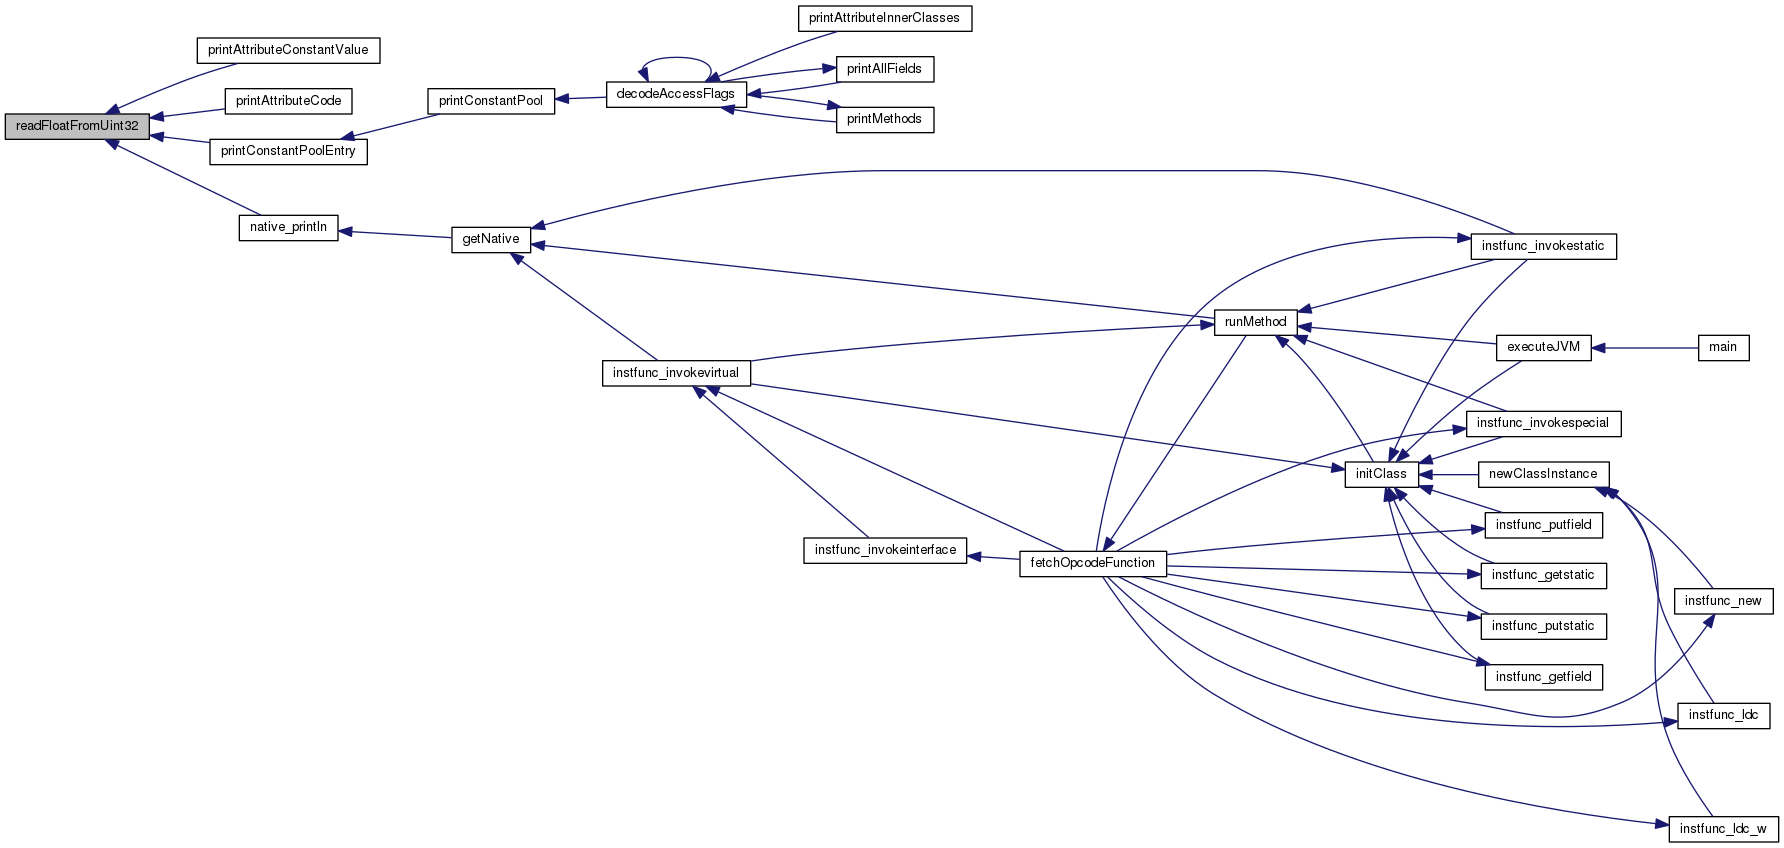 printAttributeInnerClasses
printAttributeConstantValue
printAllFields
decodeAccessFlags
printAttributeCode
printConstantPool
printMethods
readFloatFromUint32
printConstantPoolEntry
native_println
getNative
instfunc_invokestatic
runMethod
executeJVM
main
instfunc_invokevirtual
instfunc_invokespecial
initClass
newClassInstance
instfunc_putfield
instfunc_invokeinterface
fetchOpcodeFunction
instfunc_getstatic
instfunc_new
instfunc_putstatic
instfunc_getfield
instfunc_ldc
instfunc_ldc_w